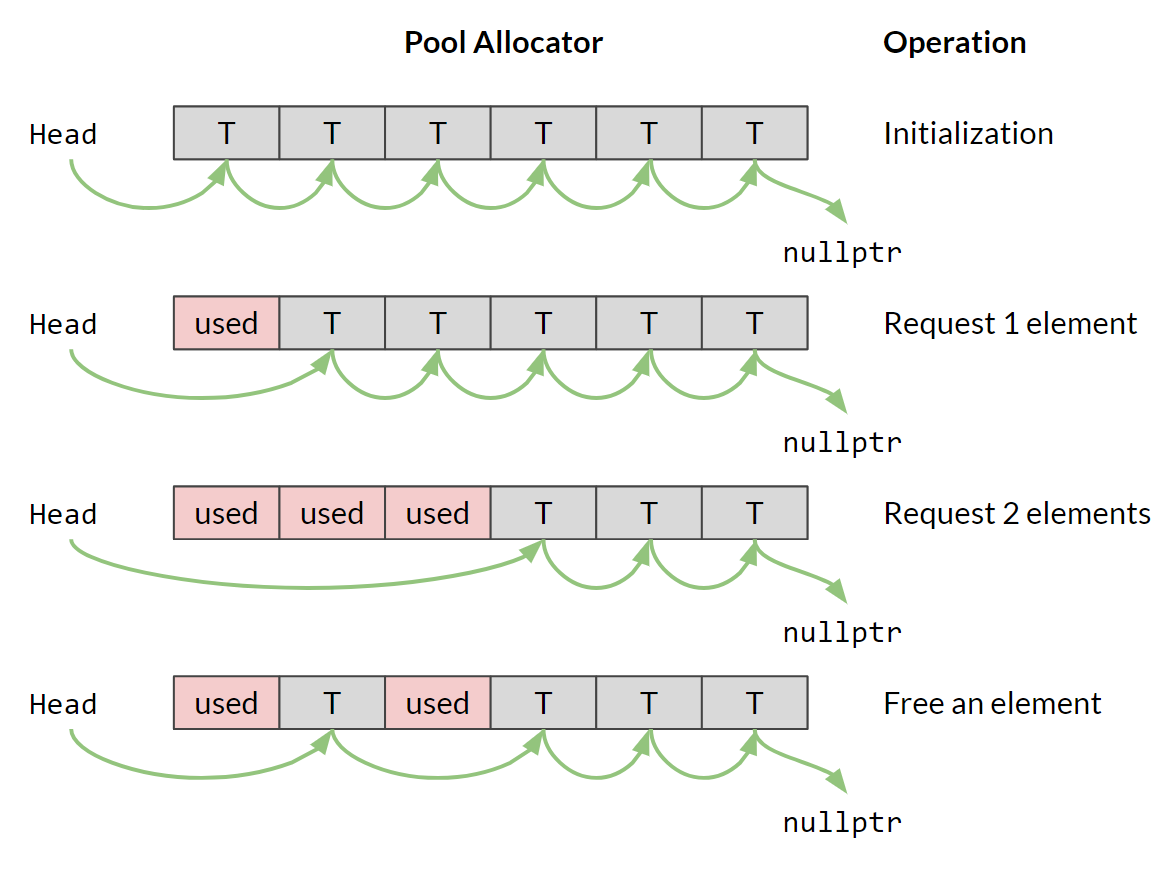 Pool Allocator Operation
Head T T T T T T Initialization
nullptr
Head used T T T T T Request 1 element
nullptr
Head used used used T T T Request 2 elements
nullptr
Head used T used T T T Free an element
nullptr